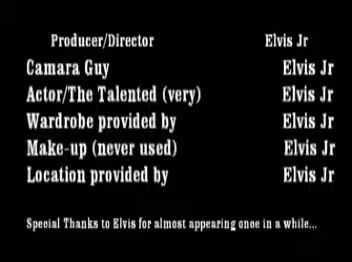 Producer/Director Elvis Jr
Camara Guy Elvis Jr
Actor/The Talented (very) Elvis Jr
Wardrobe provided by Elvis Jr
Make-up (never used) Elvis Jr
Location provided by Elvis Jr
Special Thanks to Elvis for almost appearing once in a while...